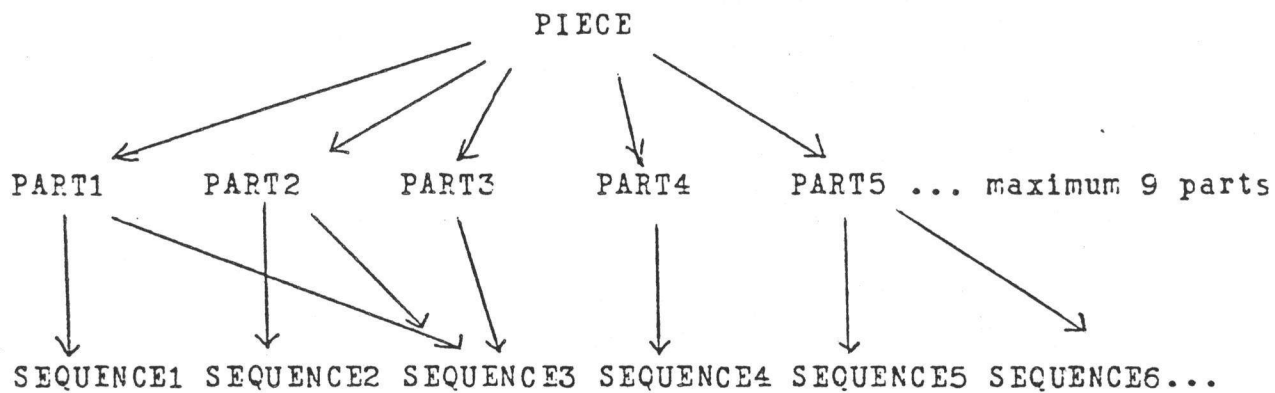 PIECE
PART1 PART2 PART3 PART4 PART5 ... maximum 9 parts
SEQUENCE1 SEQUENCE2 SEQUENCE3 SEQUENCE4 SEQUENCE5 SEQUENCE6...